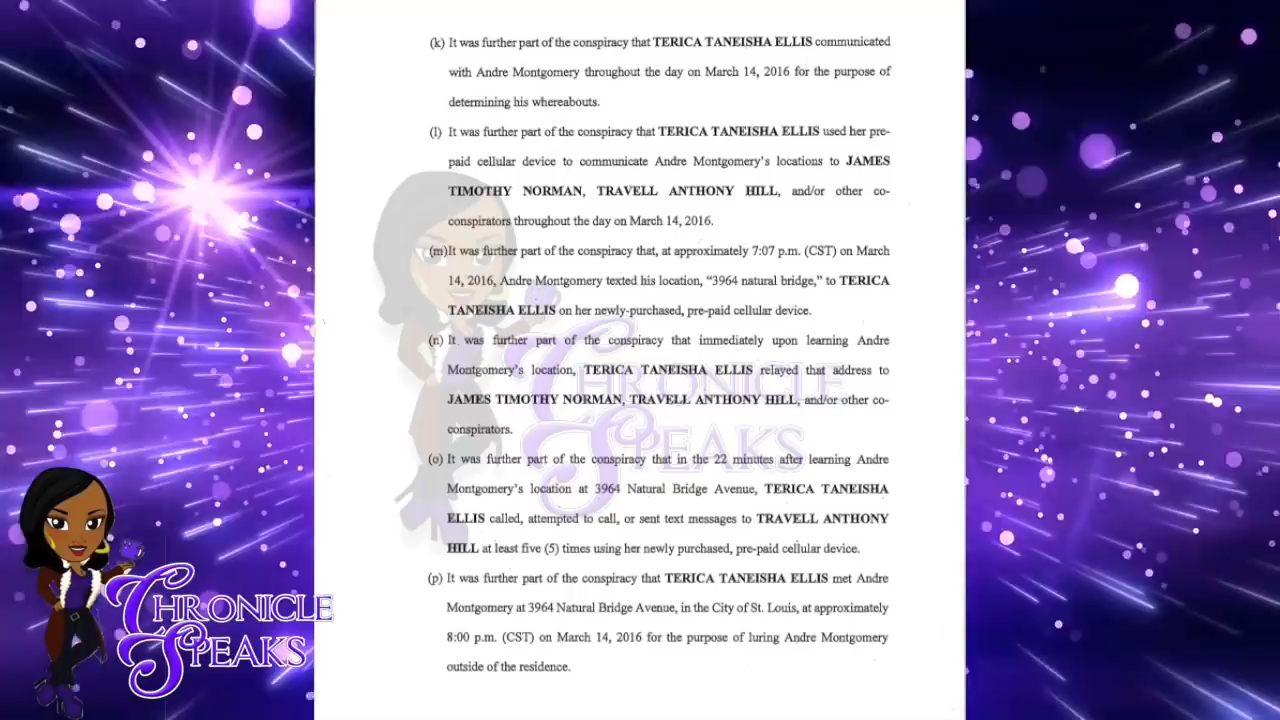 (k) It was further part of the conspiracy that TERICA TANEISHA ELLIS communicated
with Andre Montgomery throughout the day on March 14, 2016 for the purpose of
determining his whereabouts.
(l) It was further part of the conspiracy that TERICA TANEISHA ELLIS used her pre-
paid cellular device to communicate Andre Montgomery's locations to JAMES
TIMOTHY NORMAN, TRAVELL ANTHONY HILL, and/or other co-
conspirators throughout the day on March 14, 2016.
(m)It was further part of the conspiracy that, at approximately 7:07 p.m. (CST) on March
14, 2016, Andre Montgomery texted his location, "3964 natural bridge," to TERICA
TANEISHA ELLIS on her newly-purchased, pre-paid cellular device.
(n) It was further part of the conspiracy that immediately upon learning Andre
Montgomery's location, TERICA TANEISHA ELLIS relayed that address to
JAMES TIMOTHY NORMAN, TRAVELL ANTHONY HILL, and/or other co-
conspirators.
(o) It was further part of the conspiracy that in the 22 minutes after learning Andre
Montgomery's location at 3964 Natural Bridge Avenue, TERICA TANEISHA
ELLIS called, attempted to call, or sent text messages to TRAVELL ANTHONY
HILL at least five (5) times using her newly purchased, pre-paid cellular device.
(p) It was further part of the conspiracy that TERICA TANEISHA ELLIS met Andre
Montgomery at 3964 Natural Bridge Avenue, in the City of St. Louis, at approximately
8:00 p.m. (CST) on March 14, 2016 for the purpose of luring Andre Montgomery
outside of the residence.
CHRONICLE
SPEAKS
CHRONICLE
SPEAKS